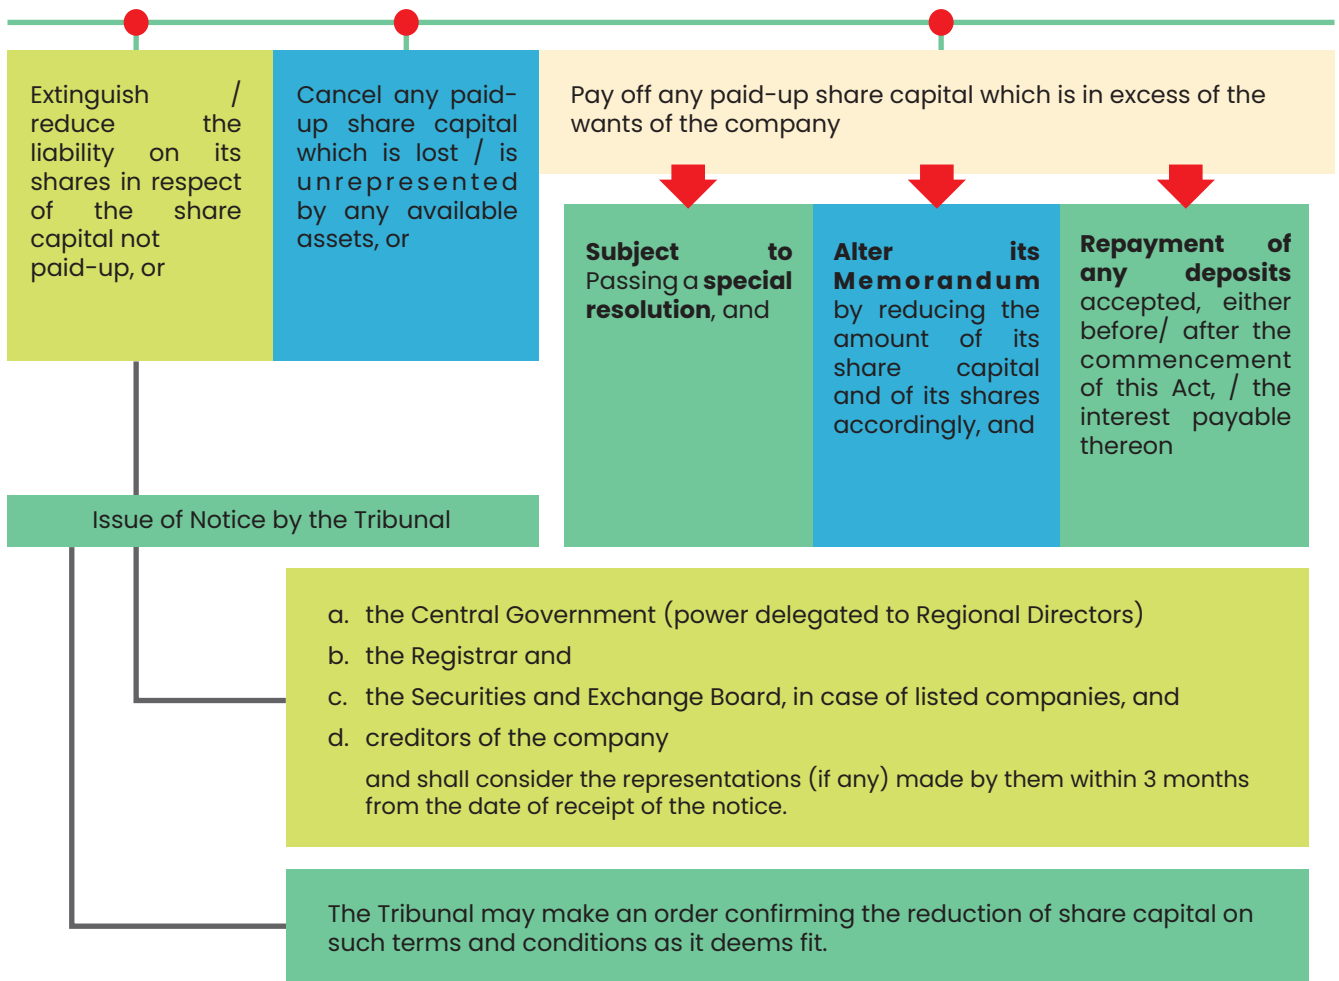 Extinguish /
reduce the
liability on its
shares in respect
of the share
capital not
paid-up, or
Cancel any paid-
up share capital
which is lost / is
unrepresented
by any available
assets, or
Pay off any paid-up share capital which is in excess of the
wants of the company
Subject to
Passing a special
resolution, and
Alter its
Memorandum
by reducing the
amount of its
share capital
and of its shares
accordingly, and
Repayment of
any deposits
accepted, either
before/ after the
commencement
of this Act, / the
interest payable
thereon
Issue of Notice by the Tribunal
a. the Central Government (power delegated to Regional Directors)
b. the Registrar and
c. the Securities and Exchange Board, in case of listed companies, and
d. creditors of the company
and shall consider the representations (if any) made by them within 3 months
from the date of receipt of the notice.
The Tribunal may make an order confirming the reduction of share capital on
such terms and conditions as it deems fit.